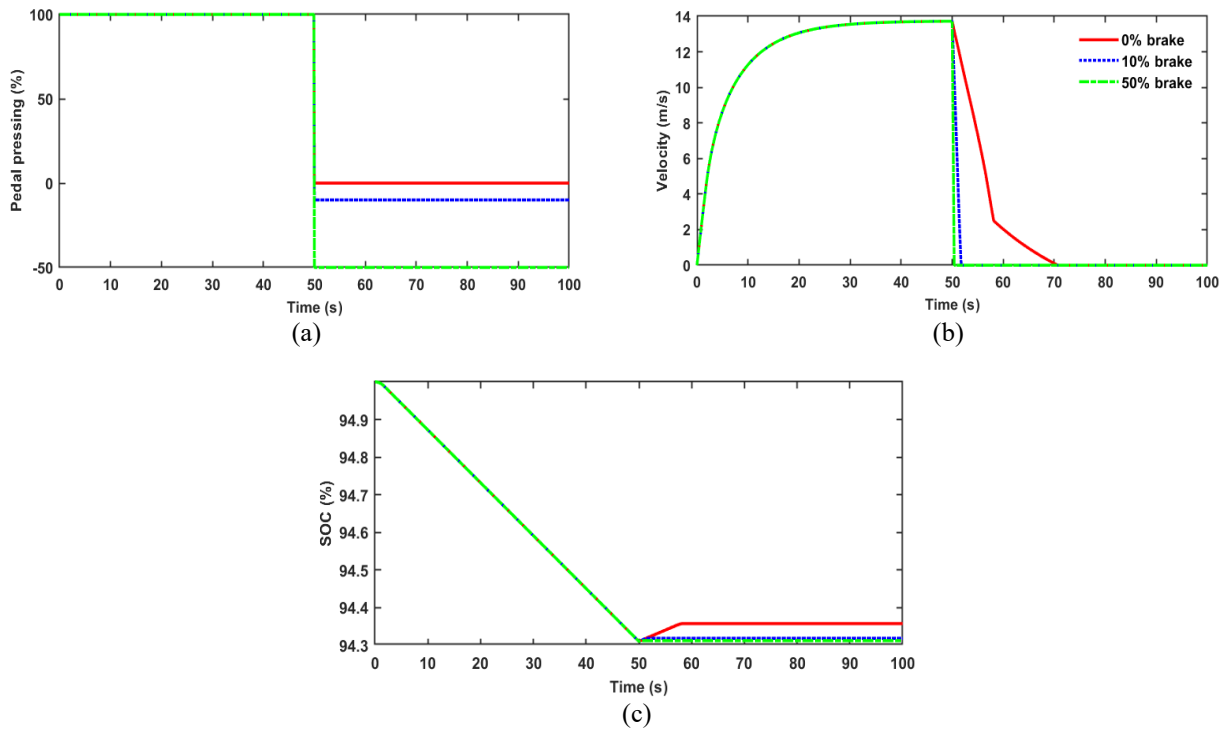 100
50
0
-50
Pedal pressing (%)
0 10 20 30 40 50 60 70 80 90 100
Time (s)
(a)
14
12
10
8
6
4
2
0
Velocity (m/s)
0% brake
10% brake
50% brake
0 10 20 30 40 50 60 70 80 90 100
Time (s)
(b)
94.9
94.8
94.7
94.6
94.5
94.4
94.3
SOC (%)
0 10 20 30 40 50 60 70 80 90 100
Time (s)
(c)